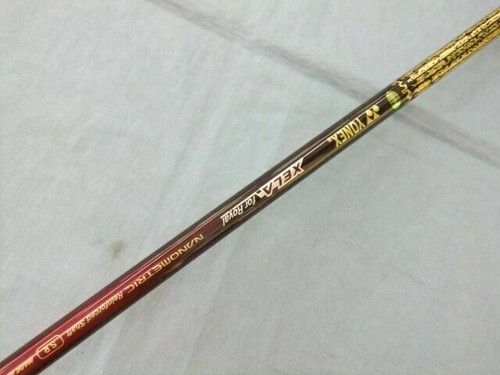 YONEX
XELA for Royal
NANOMETRIC Reinforced Shaft SR